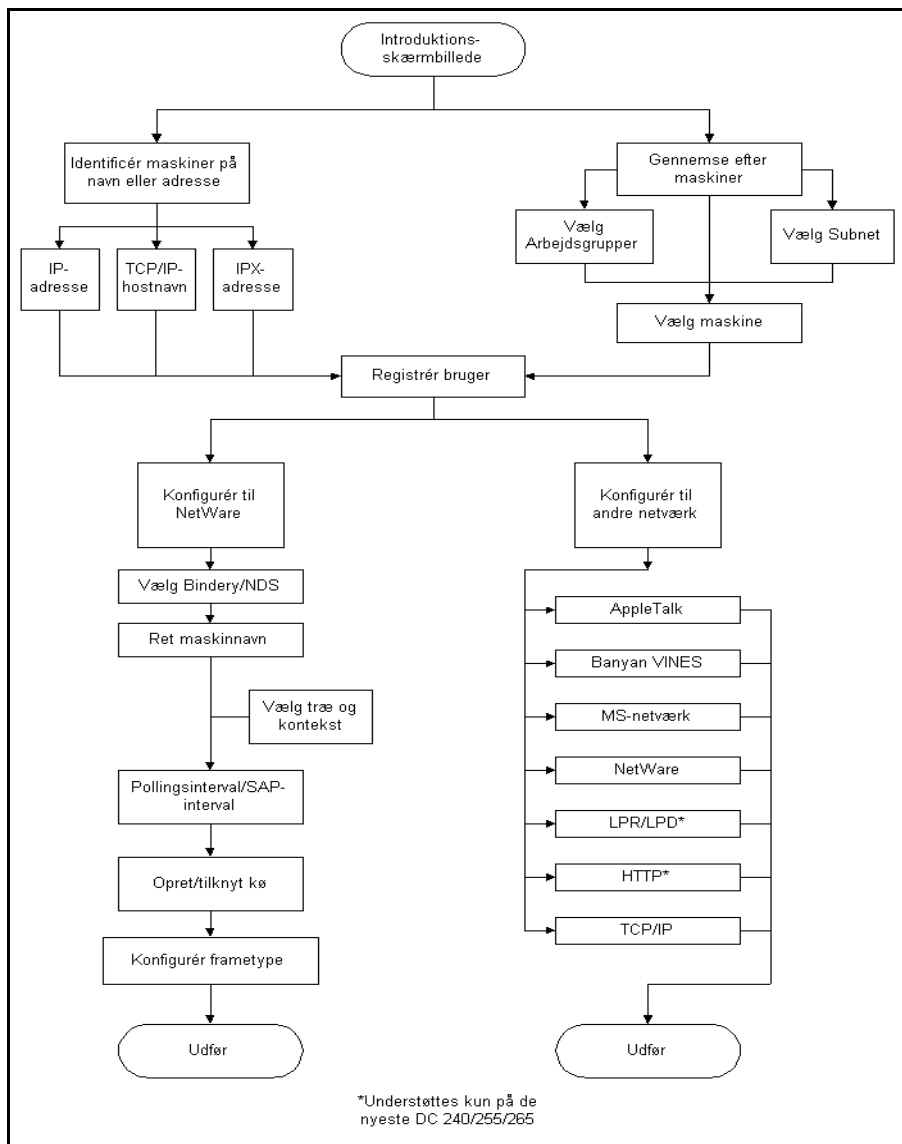 Introduktions-
skærmbillede
Identificér maskiner på
navn eller adresse
Gennemse efter
maskiner
Vælg
Arbejdsgrupper
Vælg Subnet
IP-
adresse
TCP/IP-
hostnavn
IPX-
adresse
Vælg maskine
Registrér bruger
Konfigurér til
NetWare
Konfigurér til
andre netværk
Vælg Bindery/NDS
Ret maskinnavn
Vælg træ og
kontekst
Pollingsinterval/SAP-
interval
Opret/tilknyt kø
Konfigurér frametype
Udfør
AppleTalk
Banyan VINES
MS-netværk
NetWare
LPR/LPD*
HTTP*
TCP/IP
Udfør
*Understøttes kun på de
nyeste DC 240/255/265